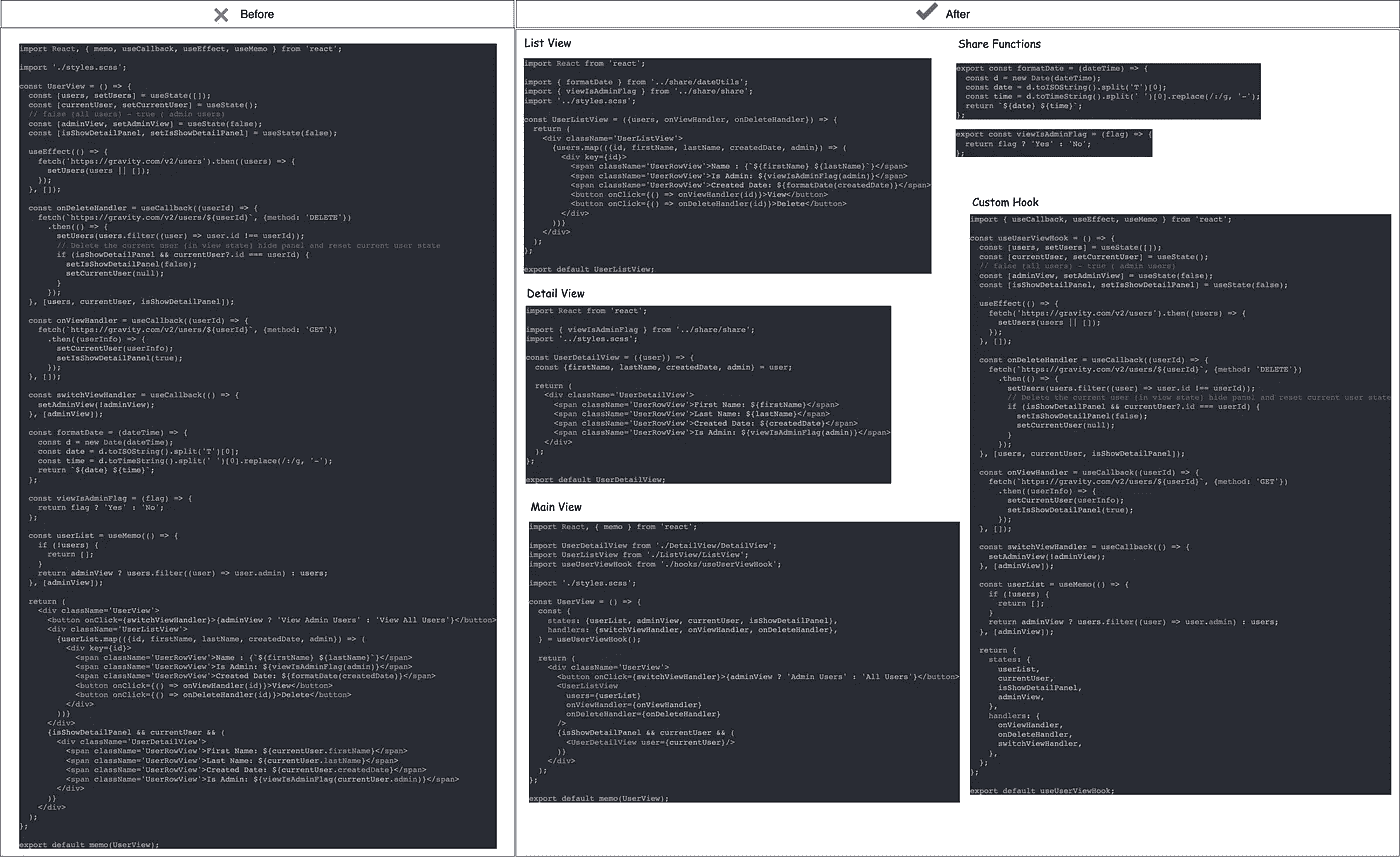 Before
import React, { memo, useCallback, useEffect, useMemo } from 'react';
import './styles.scss';
const UserView = () => {
const [users, setUsers] = useState([]);
const [currentUser, setCurrentUser] = useState();
// false (all users) - true ( admin users)
const [adminView, setAdminView] = useState(false);
const [isShowDetailPanel, setIsShowDetailPanel] = useState(false);
useEffect(() => {
fetch('https://gravity.com/v2/users').then((users) => {
setUsers(users || []);
});
}, []);
const onDeleteHandler = useCallback((userId) => {
fetch(`https://gravity.com/v2/users/${userId}`, {method: 'DELETE'})
.then(() => {
setUsers(users.filter((user) => user.id !== userId));
// Delete the current user (in view state) hide panel and reset current user state
if (isShowDetailPanel && currentUser?.id === userId) {
setIsShowDetailPanel(false);
setCurrentUser(null);
}
});
}, [users, currentUser, isShowDetailPanel]);
const onViewHandler = useCallback((userId) => {
fetch(`https://gravity.com/v2/users/${userId}`, {method: 'GET'})
.then((userInfo) => {
setCurrentUser(userInfo);
setIsShowDetailPanel(true);
});
}, []);
const switchViewHandler = useCallback(() => {
setAdminView(!adminView);
}, [adminView]);
const formatDate = (dateTime) => {
const d = new Date(dateTime);
const date = d.toISOString().split('T')[0];
const time = d.toTimeString().split(' ')[0].replace(/:/g, '-');
return `${date} ${time}`;
};
const viewIsAdminFlag = (flag) => {
return flag ? 'Yes' : 'No';
};
const userList = useMemo(() => {
if (!users) {
return [];
}
return adminView ? users.filter((user) => user.admin) : users;
}, [adminView]);
return (
<div className='UserView'>
<button onClick={switchViewHandler}>{adminView ? 'View Admin Users' : 'View All Users'}</button>
<div className='UserListView'>
{userList.map(({id, firstName, lastName, createdDate, admin}) => (
<div key={id}>
<span className='UserRowView'>Name : {`${firstName} ${lastName}`}</span>
<span className='UserRowView'>Is Admin: ${viewIsAdminFlag(admin)}</span>
<span className='UserRowView'>Created Date: ${formatDate(createdDate)}</span>
<button onClick={() => onViewHandler(id)}>View</button>
<button onClick={() => onDeleteHandler(id)}>Delete</button>
</div>
))}
</div>
{isShowDetailPanel && currentUser && (
<div className='UserDetailView'>
<span className='UserRowView'>First Name: ${currentUser.firstName}</span>
<span className='UserRowView'>Last Name: ${currentUser.lastName}</span>
<span className='UserRowView'>Created Date: ${currentUser.createdDate}</span>
<span className='UserRowView'>Is Admin: ${viewIsAdminFlag(currentUser.admin)}</span>
</div>
)}
</div>
);
};
export default memo(UserView);
After
List View
import React from 'react';
import { formatDate } from '../share/dateUtils';
import { viewIsAdminFlag } from '../share/share';
import '../styles.scss';
const UserListView = ({users, onViewHandler, onDeleteHandler}) => {
return (
<div className='UserListView'>
{users.map(({id, firstName, lastName, createdDate, admin}) => (
<div key={id}>
<span className='UserRowView'>Name : {`${firstName} ${lastName}`}</span>
<span className='UserRowView'>Is Admin: ${viewIsAdminFlag(admin)}</span>
<span className='UserRowView'>Created Date: ${formatDate(createdDate)}</span>
<button onClick={() => onViewHandler(id)}>View</button>
<button onClick={() => onDeleteHandler(id)}>Delete</button>
</div>
))}
</div>
);
};
export default UserListView;
Detail View
import React from 'react';
import { viewIsAdminFlag } from '../share/share';
import '../styles.scss';
const UserDetailView = ({user}) => {
const {firstName, lastName, createdDate, admin} = user;
return (
<div className='UserDetailView'>
<span className='UserRowView'>First Name: ${firstName}</span>
<span className='UserRowView'>Last Name: ${lastName}</span>
<span className='UserRowView'>Created Date: ${createdDate}</span>
<span className='UserRowView'>Is Admin: ${viewIsAdminFlag(admin)}</span>
</div>
);
};
export default UserDetailView;
Main View
import React, { memo } from 'react';
import UserDetailView from './DetailView/DetailView';
import UserListView from './ListView/ListView';
import useUserViewHook from './hooks/useUserViewHook';
import './styles.scss';
const UserView = () => {
const {
states: {userList, adminView, currentUser, isShowDetailPanel},
handlers: {switchViewHandler, onViewHandler, onDeleteHandler},
} = useUserViewHook();
return (
<div className='UserView'>
<button onClick={switchViewHandler}>{adminView ? 'Admin Users' : 'All Users'}</button>
<UserListView
users={userList}
onViewHandler={onViewHandler}
onDeleteHandler={onDeleteHandler}
/>
{isShowDetailPanel && currentUser && (
<UserDetailView user={currentUser}/>
)}
</div>
);
};
export default memo(UserView);
Share Functions
export const formatDate = (dateTime) => {
const d = new Date(dateTime);
const date = d.toISOString().split('T')[0];
const time = d.toTimeString().split(' ')[0].replace(/:/g, '-');
return `${date} ${time}`;
};
export const viewIsAdminFlag = (flag) => {
return flag ? 'Yes' : 'No';
};
Custom Hook
import { useCallback, useEffect, useMemo } from 'react';
const useUserViewHook = () => {
const [users, setUsers] = useState([]);
const [currentUser, setCurrentUser] = useState();
// false (all users) - true ( admin users)
const [adminView, setAdminView] = useState(false);
const [isShowDetailPanel, setIsShowDetailPanel] = useState(false);
useEffect(() => {
fetch('https://gravity.com/v2/users').then((users) => {
setUsers(users || []);
});
}, []);
const onDeleteHandler = useCallback((userId) => {
fetch(`https://gravity.com/v2/users/${userId}`, {method: 'DELETE'})
.then(() => {
setUsers(users.filter((user) => user.id !== userId));
// Delete the current user (in view state) hide panel and reset current user state
if (isShowDetailPanel && currentUser?.id === userId) {
setIsShowDetailPanel(false);
setCurrentUser(null);
}
});
}, [users, currentUser, isShowDetailPanel]);
const onViewHandler = useCallback((userId) => {
fetch(`https://gravity.com/v2/users/${userId}`, {method: 'GET'})
.then((userInfo) => {
setCurrentUser(userInfo);
setIsShowDetailPanel(true);
});
}, []);
const switchViewHandler = useCallback(() => {
setAdminView(!adminView);
}, [adminView]);
const userList = useMemo(() => {
if (!users) {
return [];
}
return adminView ? users.filter((user) => user.admin) : users;
}, [adminView]);
return {
states: {
userList,
currentUser,
isShowDetailPanel,
adminView,
},
handlers: {
onViewHandler,
onDeleteHandler,
switchViewHandler,
},
};
};
export default useUserViewHook;